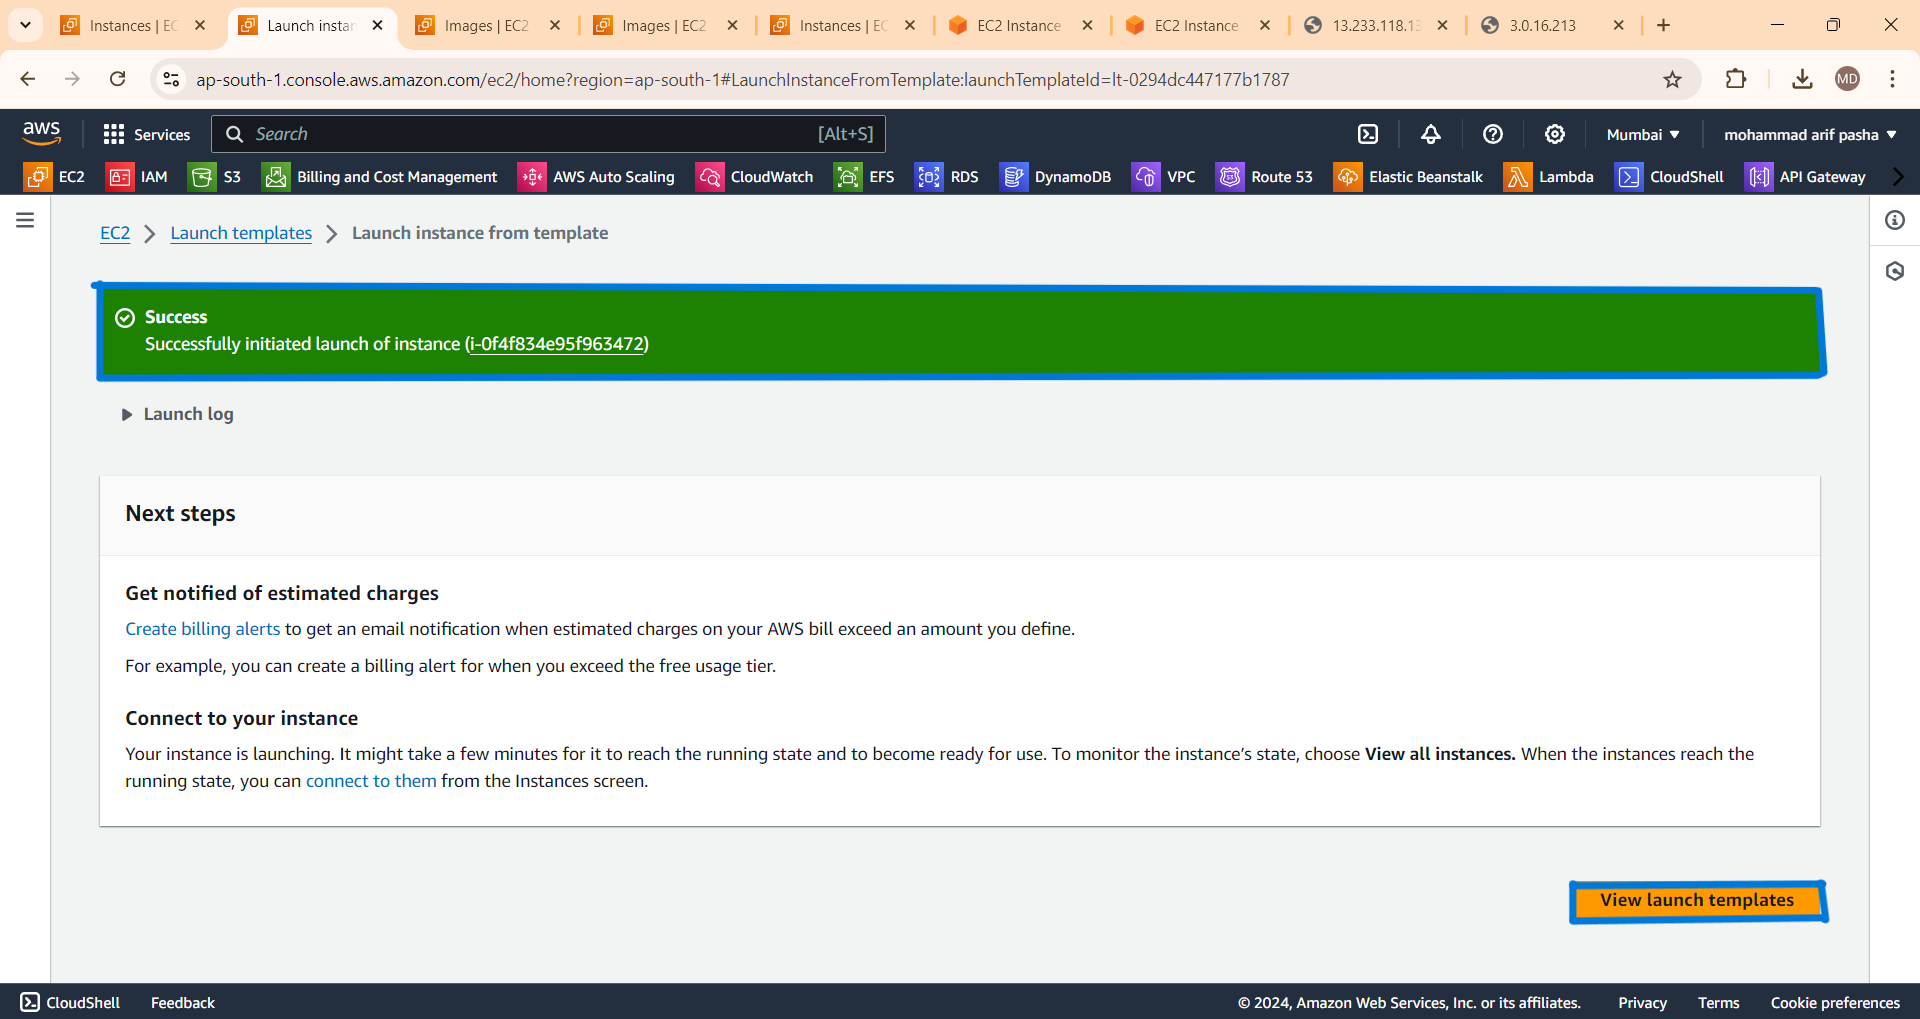 Instances | EC
Launch instan
Images | EC2
Images | EC2
Instances | EC
EC2 Instance
EC2 Instance
13.233.118.13
3.0.16.213
ap-south-1.console.aws.amazon.com/ec2/home?region=ap-south-1#LaunchInstanceFromTemplate:launchTemplateId=lt-0294dc447177b1787
MD
aws
Services
Search
[Alt+S]
Mumbai
mohammad arif pasha
EC2
IAM
S3
Billing and Cost Management
AWS Auto Scaling
CloudWatch
EFS
RDS
DynamoDB
VPC
Route 53
Elastic Beanstalk
Lambda
CloudShell
API Gateway
EC2
Launch templates
Launch instance from template
Success
Successfully initiated launch of instance (i-0f4f834e95f963472)
Launch log
Next steps
Get notified of estimated charges
Create billing alerts to get an email notification when estimated charges on your AWS bill exceed an amount you define.
For example, you can create a billing alert for when you exceed the free usage tier.
Connect to your instance
Your instance is launching. It might take a few minutes for it to reach the running state and to become ready for use. To monitor the instance's state, choose View all instances. When the instances reach the
running state, you can connect to them from the Instances screen.
View launch templates
CloudShell
Feedback
© 2024, Amazon Web Services, Inc. or its affiliates.
Privacy
Terms
Cookie preferences